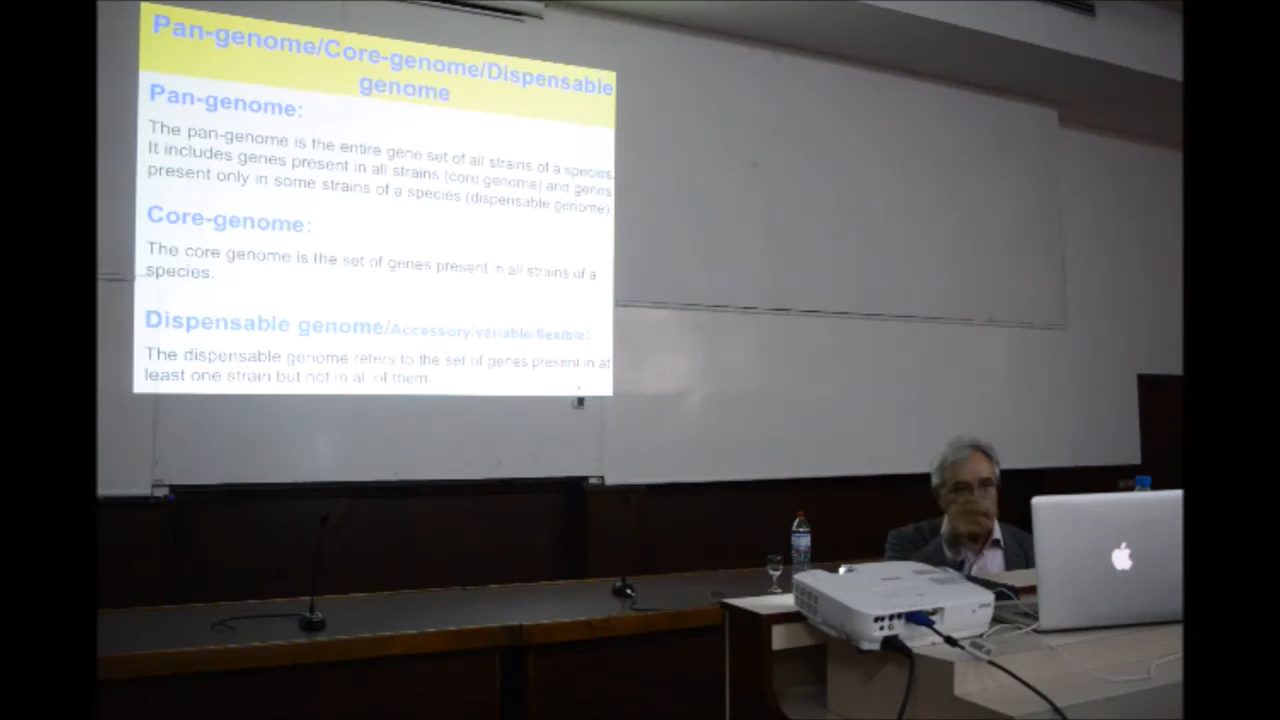 Pan-genome/Core-genome/Dispensable
genome
Pan-genome:
The pan-genome is the entire gene set of all strains of a species.
It includes genes present in all strains (core genome) and genes
present only in some strains of a species (dispensable genome).
Core-genome:
The core genome is the set of genes present in all strains of a
species.
Dispensable genome/Accessory/variable/flexible:
The dispensable genome refers to the set of genes present in at
least one strain but not in all of them